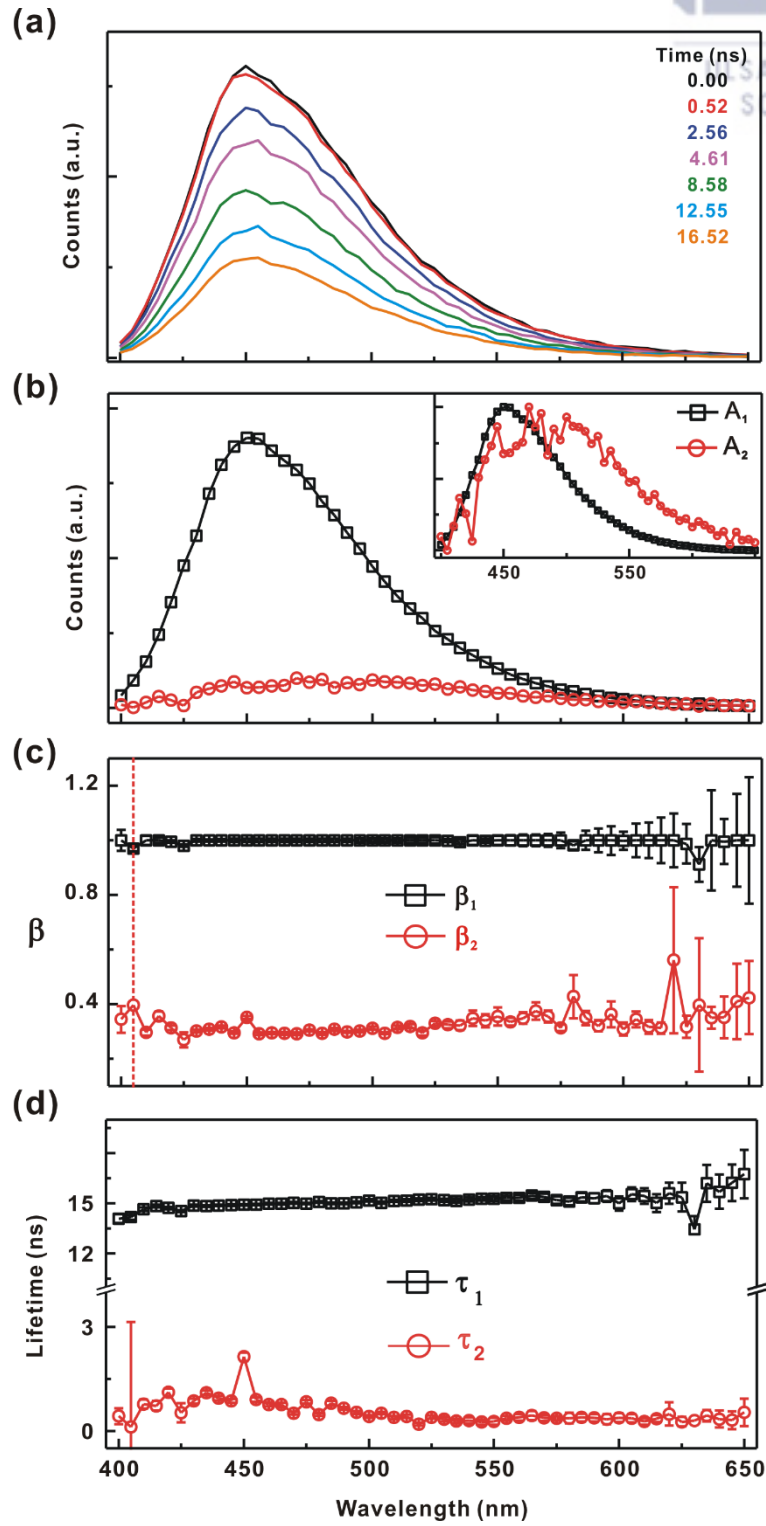 (a)
Counts (a.u.)
Time (ns)
0.00
0.52
2.56
4.61
8.58
12.55
16.52
(b)
Counts (a.u.)
A₁
A₂
450
550
(c)
β
1.2
0.8
0.4
β₁
β₂
(d)
Lifetime (ns)
15
12
3
0
τ₁
τ₂
400
450
500
550
600
650
Wavelength (nm)